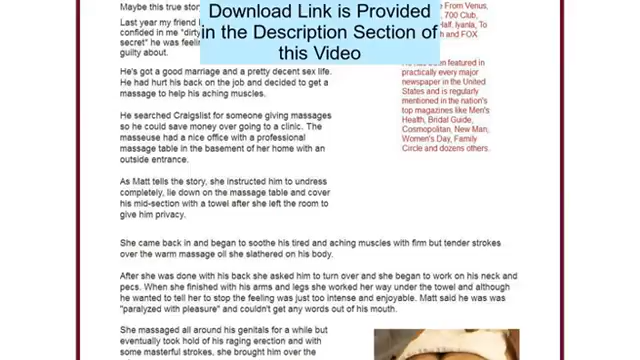 Maybe this true stor
Last year my friend
confided in me "dirty
secret" he was feelin
guilty about.
Download Link is Provided
in the Description Section of
this Video
From Venus,
700 Club,
Half, Iyania, To
th and FOX
He has been featured in
practically every major
newspaper in the United
States and is regularly
mentioned in the nation's
top magazines like Men's
Health, Bridal Guide,
Cosmopolitan, New Man,
Women's Day, Family
Circle and dozens others.
He's got a good marriage and a pretty decent sex life.
He had hurt his back on the job and decided to get a
massage to help his aching muscles.
He searched Craigslist for someone giving massages
so he could save money over going to a clinic. The
masseuse had a nice office with a professional
massage table in the basement of her home with an
outside entrance.
As Matt tells the story, she instructed him to undress
completely, lie down on the massage table and cover
his mid-section with a towel after she left the room to
give him privacy.
She came back in and began to soothe his tired and aching muscles with firm but tender strokes
over the warm massage oil she slathered on his body.
After she was done with his back she asked him to turn over and she began to work on his neck and
pecs. When she finished with his arms and legs she worked her way under the towel and although
he wanted to tell her to stop the feeling was just too intense and enjoyable. Matt said he was was
"paralyzed with pleasure" and couldn't get any words out of his mouth.
She massaged all around his genitals for a while but
eventually took hold of his raging erection and with
some masterful strokes, she brought him over the